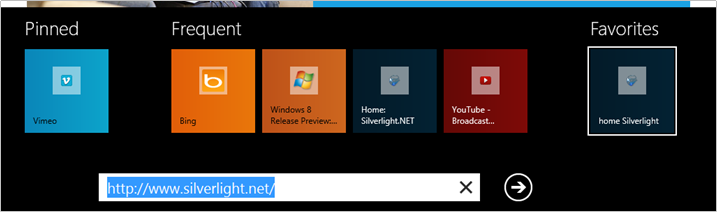 Pinned
Frequent
Favorites
Vimeo
Bing
Windows 8
Release Preview:...
Home:
Silverlight.NET
YouTube -
Broadcast...
home Silverlight
http://www.silverlight.net/